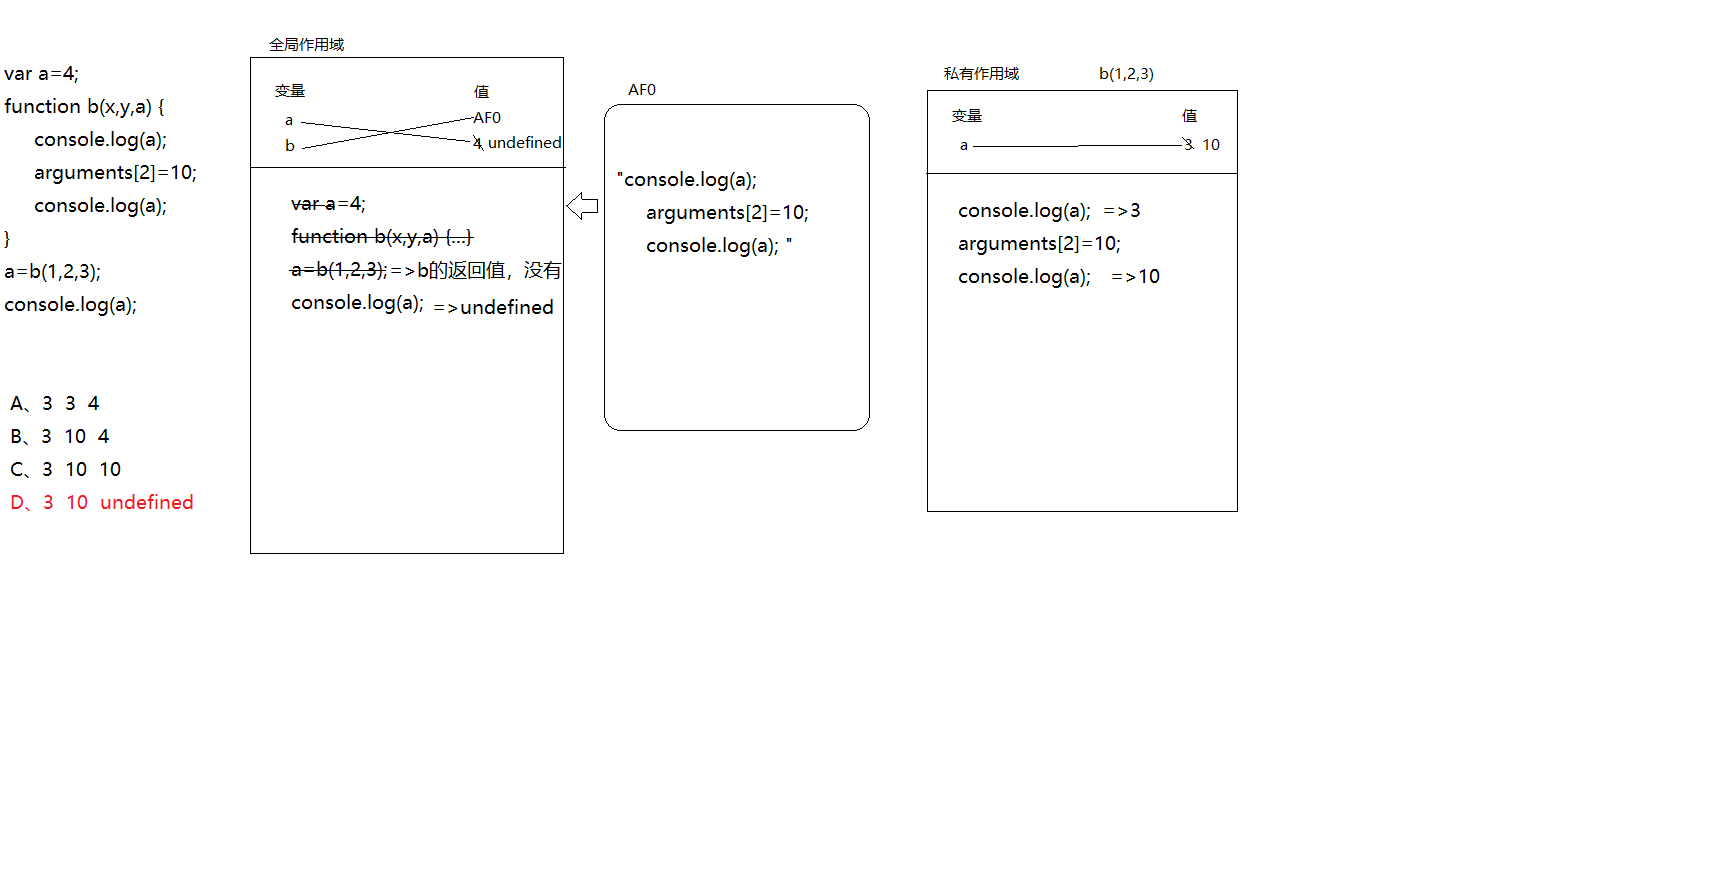 var a=4;
function b(x,y,a) {
console.log(a);
arguments[2]=10;
console.log(a);
}
a=b(1,2,3);
console.log(a);
A、3 3 4
B、3 10 4
C、3 10 10
D、3 10 undefined
全局作用域
变量 值
a AF0
b 4 undefined
var a=4;
function b(x,y,a) {...}
a=b(1,2,3);=>b的返回值，没有
console.log(a); =>undefined
AF0
"console.log(a);
arguments[2]=10;
console.log(a); "
私有作用域 b(1,2,3)
变量 值
a 3 10
console.log(a); =>3
arguments[2]=10;
console.log(a); =>10